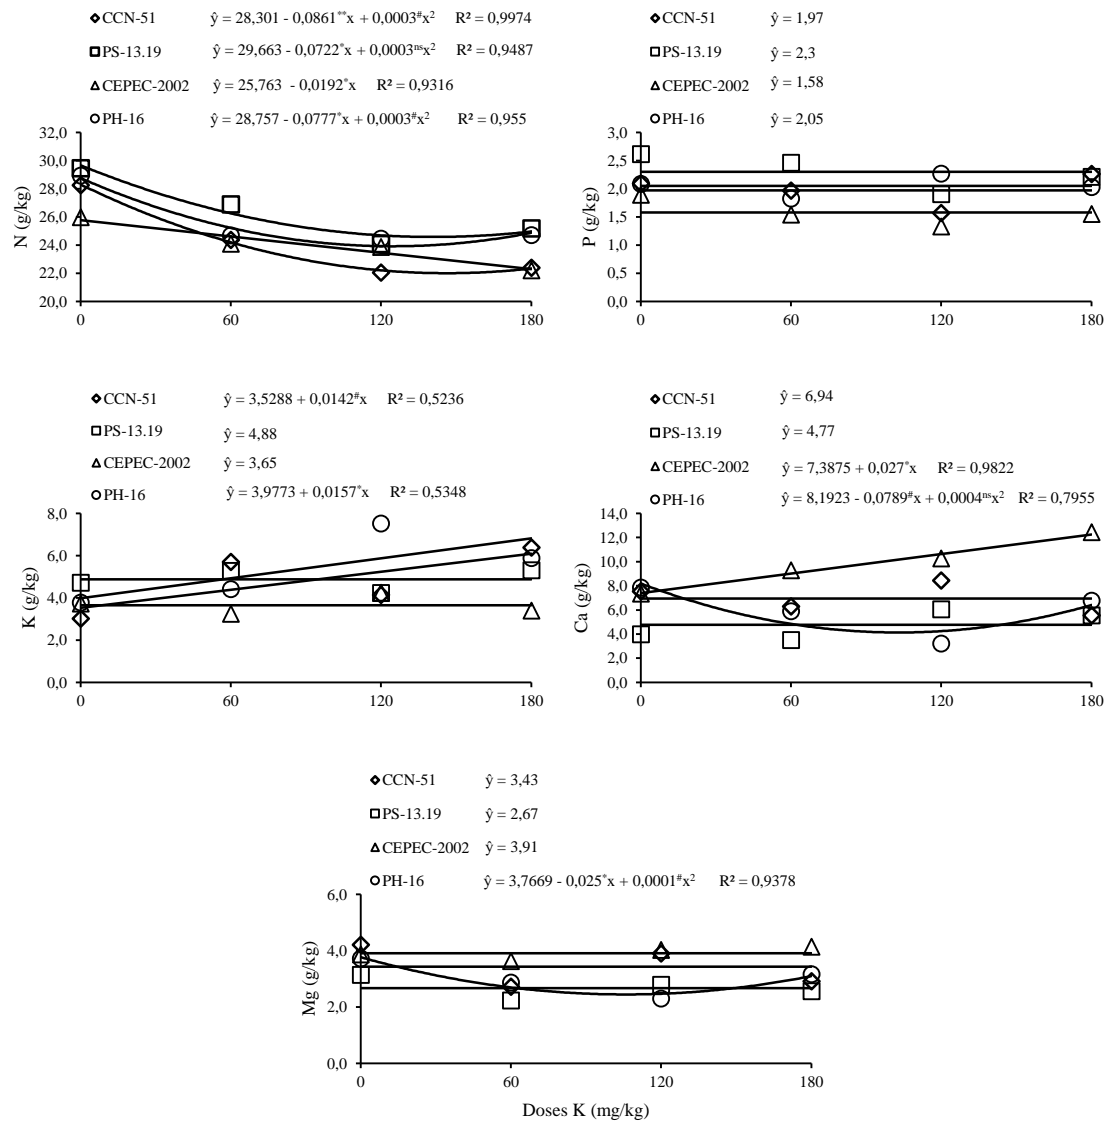 CCN-51 ŷ = 28,301 - 0,0861**x + 0,0003#x² R² = 0,9974
PS-13.19 ŷ = 29,663 - 0,0722*x + 0,0003nsx² R² = 0,9487
CEPEC-2002 ŷ = 25,763 - 0,0192*x R² = 0,9316
PH-16 ŷ = 28,757 - 0,0777*x + 0,0003#x² R² = 0,955
32,0
30,0
28,0
26,0
24,0
22,0
20,0
N (g/kg)
0 60 120 180
CCN-51 ŷ = 1,97
PS-13.19 ŷ = 2,3
CEPEC-2002 ŷ = 1,58
PH-16 ŷ = 2,05
3,0
2,5
2,0
1,5
1,0
0,5
0,0
P (g/kg)
0 60 120 180
CCN-51 ŷ = 3,5288 + 0,0142#x R² = 0,5236
PS-13.19 ŷ = 4,88
CEPEC-2002 ŷ = 3,65
PH-16 ŷ = 3,9773 + 0,0157*x R² = 0,5348
8,0
6,0
4,0
2,0
0,0
K (g/kg)
0 60 120 180
CCN-51 ŷ = 6,94
PS-13.19 ŷ = 4,77
CEPEC-2002 ŷ = 7,3875 + 0,027*x R² = 0,9822
PH-16 ŷ = 8,1923 - 0,0789#x + 0,0004nsx² R² = 0,7955
14,0
12,0
10,0
8,0
6,0
4,0
2,0
0,0
Ca (g/kg)
0 60 120 180
CCN-51 ŷ = 3,43
PS-13.19 ŷ = 2,67
CEPEC-2002 ŷ = 3,91
PH-16 ŷ = 3,7669 - 0,025*x + 0,0001#x² R² = 0,9378
6,0
4,0
2,0
0,0
Mg (g/kg)
0 60 120 180
Doses K (mg/kg)